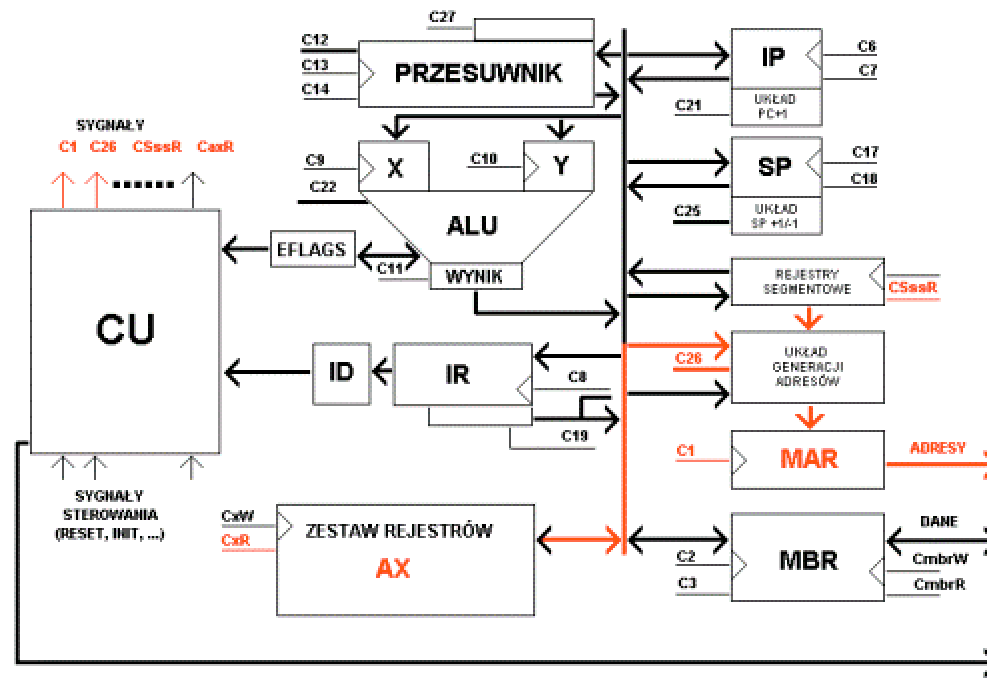 C27
C12
C13
C14
PRZESUWNIK
IP
C6
C7
C21
UKŁAD
PC+1
SYGNAŁY
C1 C26 CSssR CaxR
C9
X
C10
Y
C22
ALU
SP
C17
C18
C25
UKŁAD
SP +1/-1
EFLAGS
C11
WYNIK
REJESTRY
SEGMENTOWE
CSssR
CU
ID
IR
C8
C19
C26
UKŁAD
GENERACJI
ADRESÓW
C1
MAR
ADRESY
SYGNAŁY
STEROWANIA
(RESET, INIT, ...)
CxW
CxR
ZESTAW REJESTRÓW
AX
C2
C3
MBR
DANE
CmbrW
CmbrR